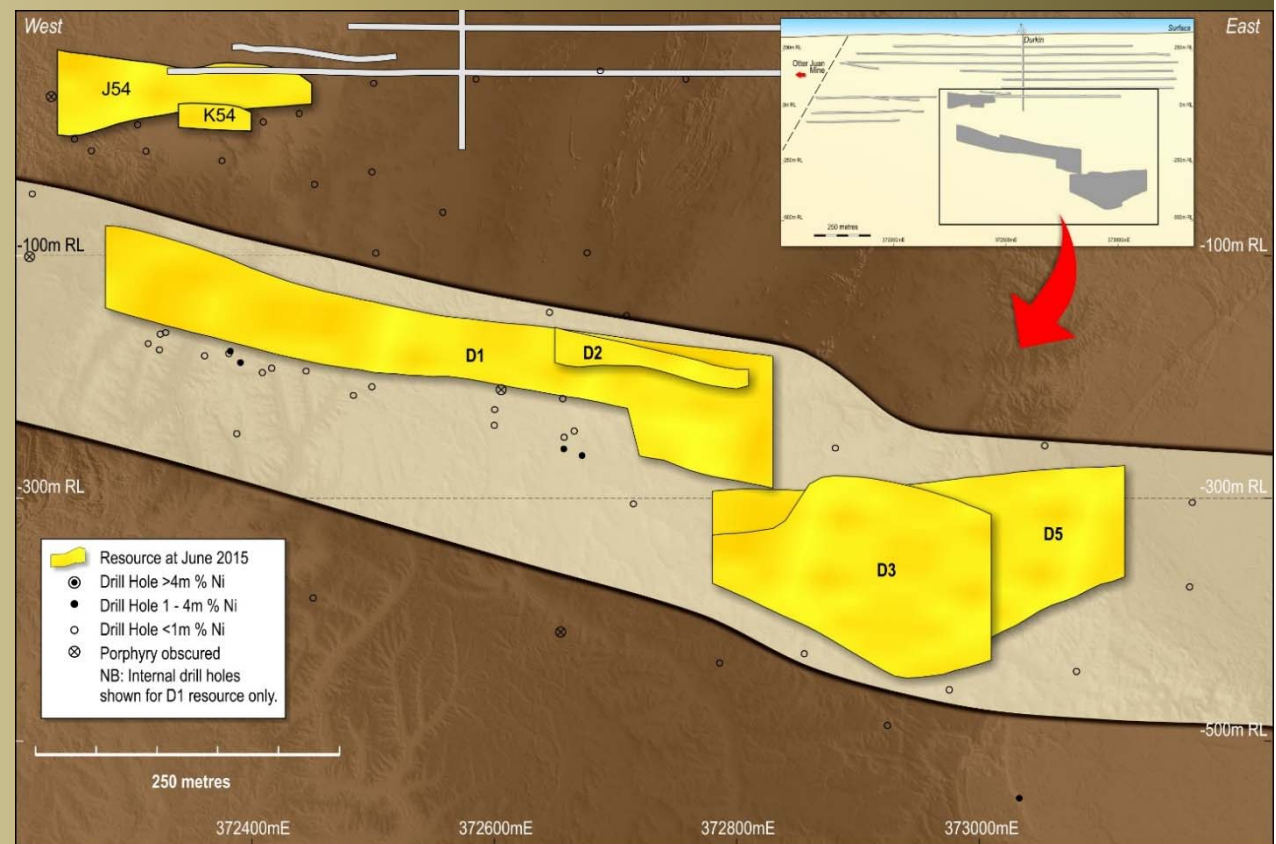 West
East
J54
K54
Surface
Durkin
Otter Juan
Mine
250 metres
-100m RL
-100m RL
D1
D2
-300m RL
-300m RL
D3
D5
Resource at June 2015
Drill Hole >4m % Ni
Drill Hole 1 - 4m % Ni
Drill Hole <1m % Ni
Porphyry obscured
NB: Internal drill holes
shown for D1 resource only.
-500m RL
250 metres
372400mE
372600mE
372800mE
373000mE